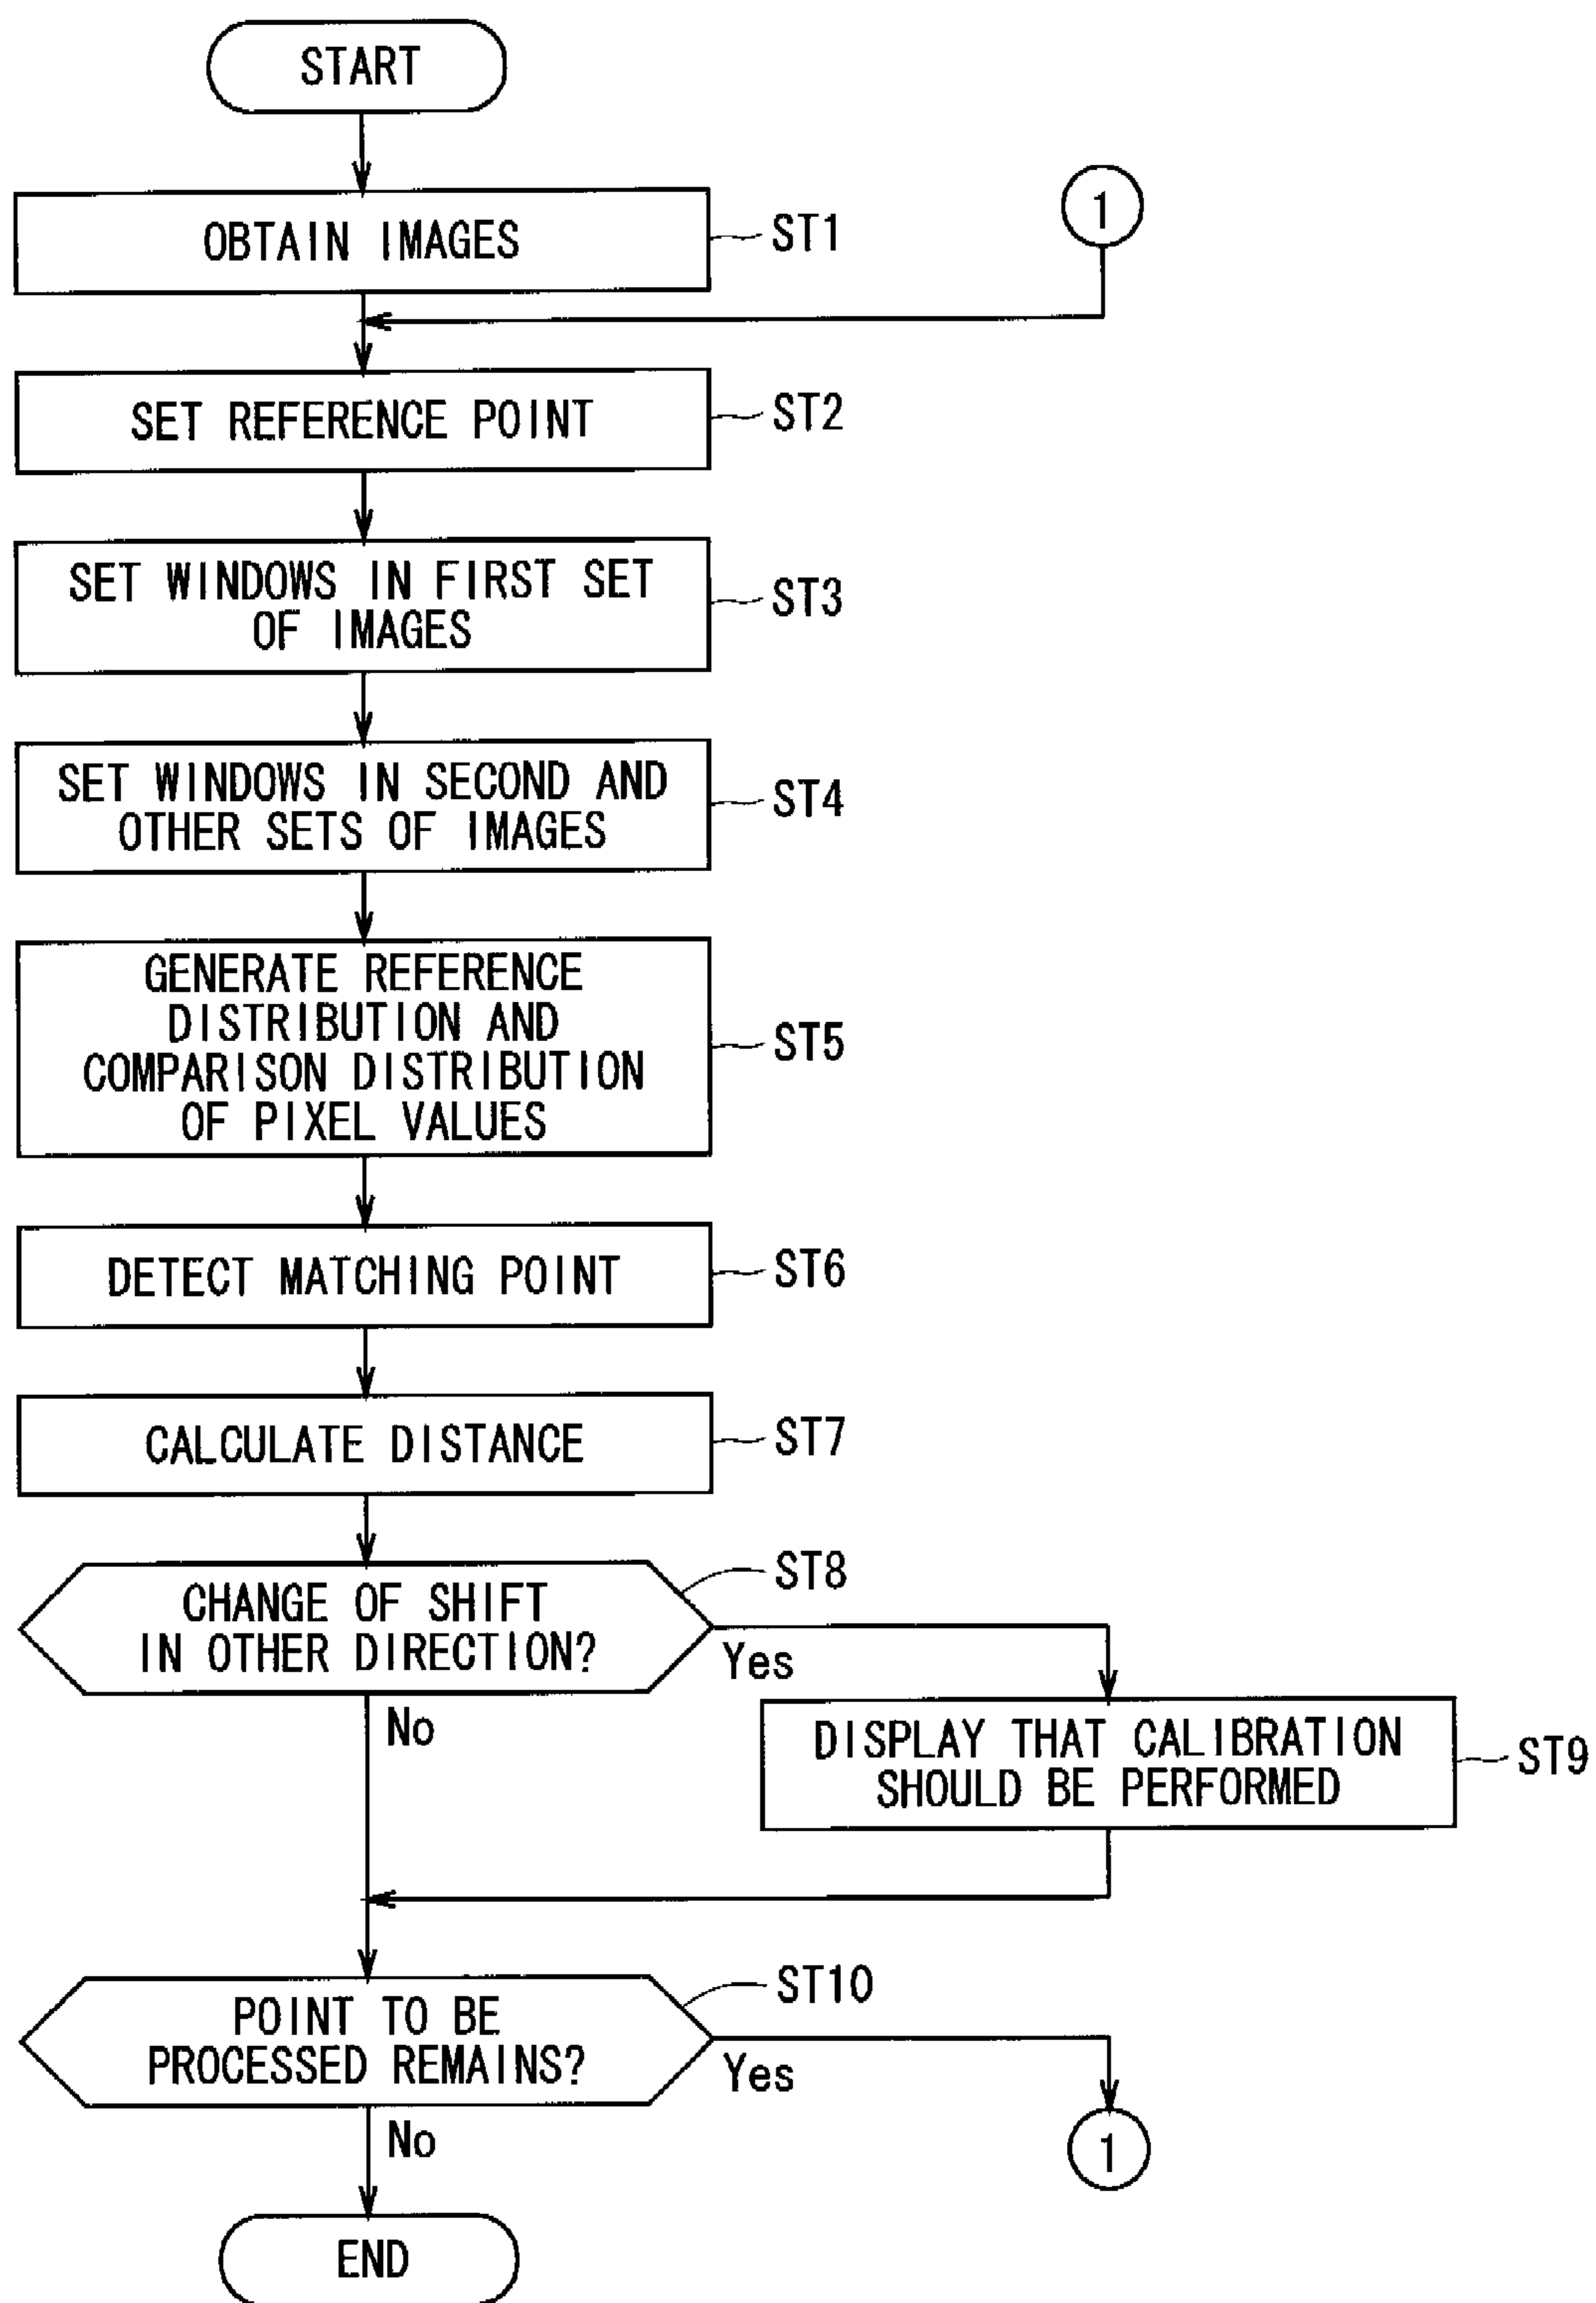 START
OBTAIN IMAGES
ST1
1
SET REFERENCE POINT
ST2
SET WINDOWS IN FIRST SET
OF IMAGES
ST3
SET WINDOWS IN SECOND AND
OTHER SETS OF IMAGES
ST4
GENERATE REFERENCE
DISTRIBUTION AND
COMPARISON DISTRIBUTION
OF PIXEL VALUES
ST5
DETECT MATCHING POINT
ST6
CALCULATE DISTANCE
ST7
CHANGE OF SHIFT
IN OTHER DIRECTION?
ST8
Yes
No
DISPLAY THAT CALIBRATION
SHOULD BE PERFORMED
ST9
POINT TO BE
PROCESSED REMAINS?
ST10
Yes
No
1
END